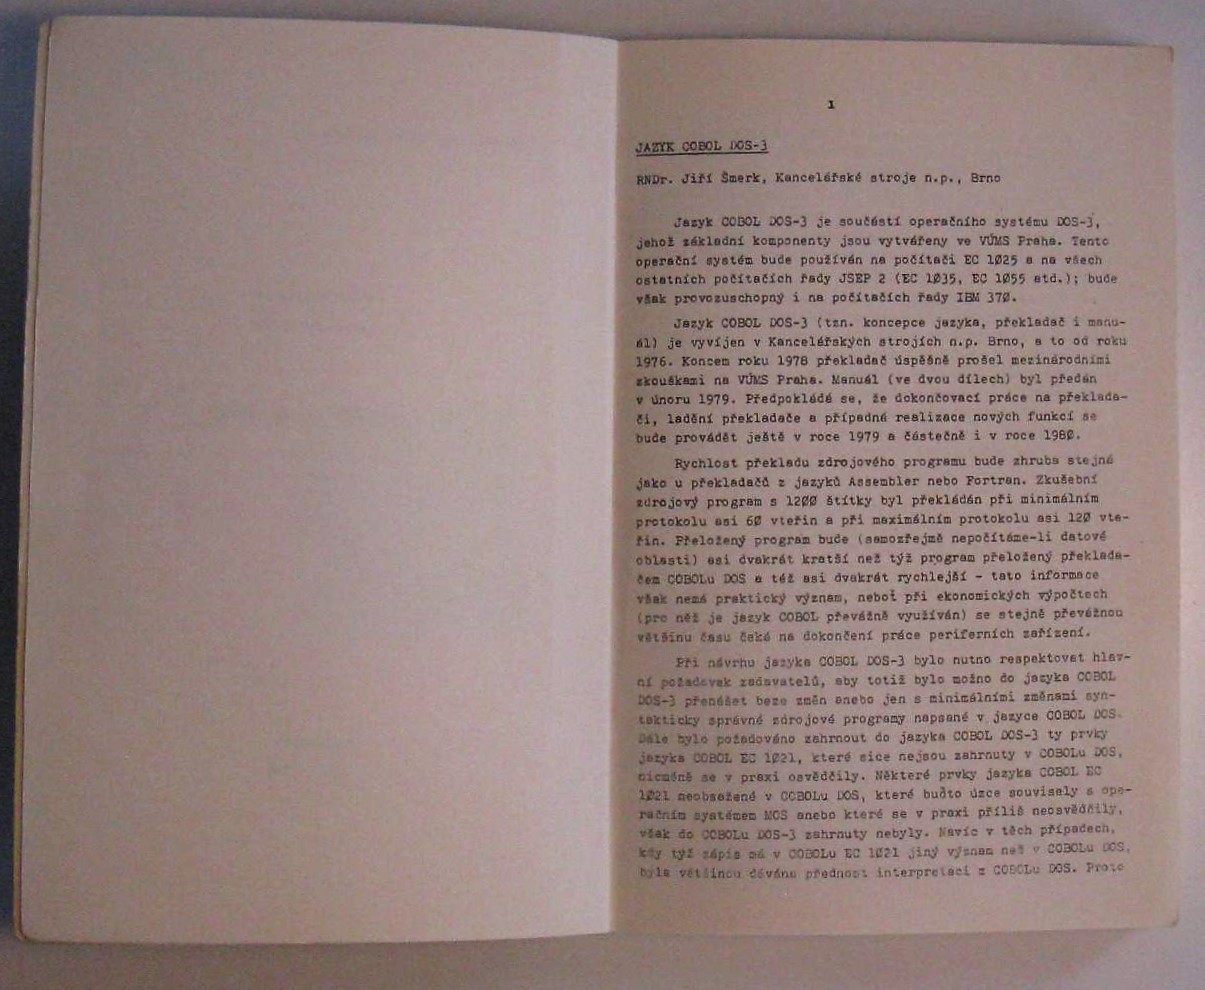 1
JAZYK COBOL DOS-3
RNDr. Jiří Šmerk, Kancelářské stroje n.p., Brno
Jazyk COBOL DOS-3 je součástí operačního systému DOS-3,
jehož základní komponenty jsou vytvářeny ve VÚMS Praha. Tento
operační systém bude používán na počítači EC 1Ø25 a na všech
ostatních počítačích řady JSEP 2 (EC 1Ø35, EC 1Ø55 atd.); bude
však provozuschopný i na počítačích řady IBM 37Ø.
Jazyk COBOL DOS-3 (tzn. koncepce jazyka, překladač i manu-
ál) je vyvíjen v Kancelářských strojích n.p. Brno, a to od roku
1976. Koncem roku 1978 překladač úspěšně prošel mezinárodními
zkouškami na VÚMS Praha. Manuál (ve dvou dílech) byl předán
v únoru 1979. Předpokládá se, že dokončovací práce na překlada-
či, ladění překladače a případná realizace nových funkcí se
bude provádět ještě v roce 1979 a částečně i v roce 198Ø.
Rychlost překladu zdrojového programu bude zhruba stejná
jako u překladačů z jazyků Assembler nebo Fortran. Zkušební
zdrojový program s 12ØØ štítky byl překládán při minimálním
protokolu asi 6Ø vteřin a při maximálním protokolu asi 12Ø vte-
řin. Přeložený program bude (samozřejmě nepočítáme-li datové
oblasti) asi dvakrát kratší než týž program přeložený překlada-
čem COBOLu DOS a též asi dvakrát rychlejší - tato informace
však nemá praktický význam, neboť při ekonomických výpočtech
(pro něž je jazyk COBOL převážně využíván) se stejně převážnou
většinu času čeká na dokončení práce periferních zařízení.
Při návrhu jazyka COBOL DOS-3 bylo nutno respektovat hlav-
ní požadavek zadavatelů, aby totiž bylo možno do jazyka COBOL
DOS-3 přenášet beze změn anebo jen s minimálními změnami syn-
takticky správné zdrojové programy napsané v jazyce COBOL DOS.
Dále bylo požadováno zahrnout do jazyka COBOL DOS-3 ty prvky
jazyka COBOL EC 1Ø21, které sice nejsou zahrnuty v COBOLu DOS,
nicméně se v praxi osvědčily. Některé prvky jazyka COBOL EC
1Ø21 neobsažené v COBOLu DOS, které buďto úzce souvisely s ope-
račním systémem MOS anebo které se v praxi příliš neosvědčily,
však do COBOLu DOS-3 zahrnuty nebyly. Navíc v těch případech,
kdy týž zápis má v COBOLu EC 1Ø21 jiný význam než v COBOLu DOS,
byla většinou dávána přednost interpretaci z COBOLu DOS. Proto